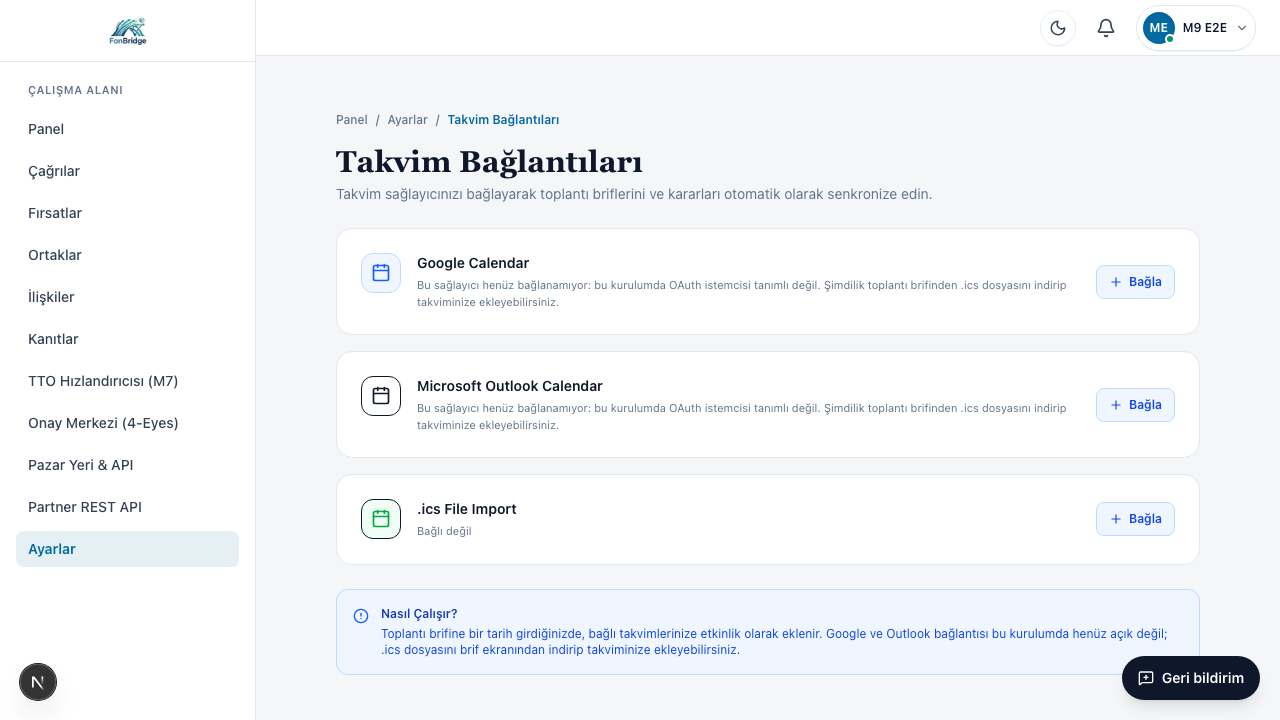 FonBridge
ME
M9 E2E
ÇALIŞMA ALANI
Panel
Çağrılar
Fırsatlar
Ortaklar
İlişkiler
Kanıtlar
TTO Hızlandırıcısı (M7)
Onay Merkezi (4-Eyes)
Pazar Yeri & API
Partner REST API
Ayarlar
N
Panel / Ayarlar / Takvim Bağlantıları
Takvim Bağlantıları
Takvim sağlayıcınızı bağlayarak toplantı briflerini ve kararları otomatik olarak senkronize edin.
Google Calendar
Bu sağlayıcı henüz bağlanamıyor: bu kurulumda OAuth istemcisi tanımlı değil. Şimdilik toplantı brifinden .ics dosyasını indirip
takviminize ekleyebilirsiniz.
Bağla
Microsoft Outlook Calendar
Bu sağlayıcı henüz bağlanamıyor: bu kurulumda OAuth istemcisi tanımlı değil. Şimdilik toplantı brifinden .ics dosyasını indirip
takviminize ekleyebilirsiniz.
Bağla
.ics File Import
Bağlı değil
Bağla
Nasıl Çalışır?
Toplantı brifine bir tarih girdiğinizde, bağlı takvimlerinize etkinlik olarak eklenir. Google ve Outlook bağlantısı bu kurulumda henüz açık değil;
.ics dosyasını brif ekranından indirip takviminize ekleyebilirsiniz.
Geri bildirim